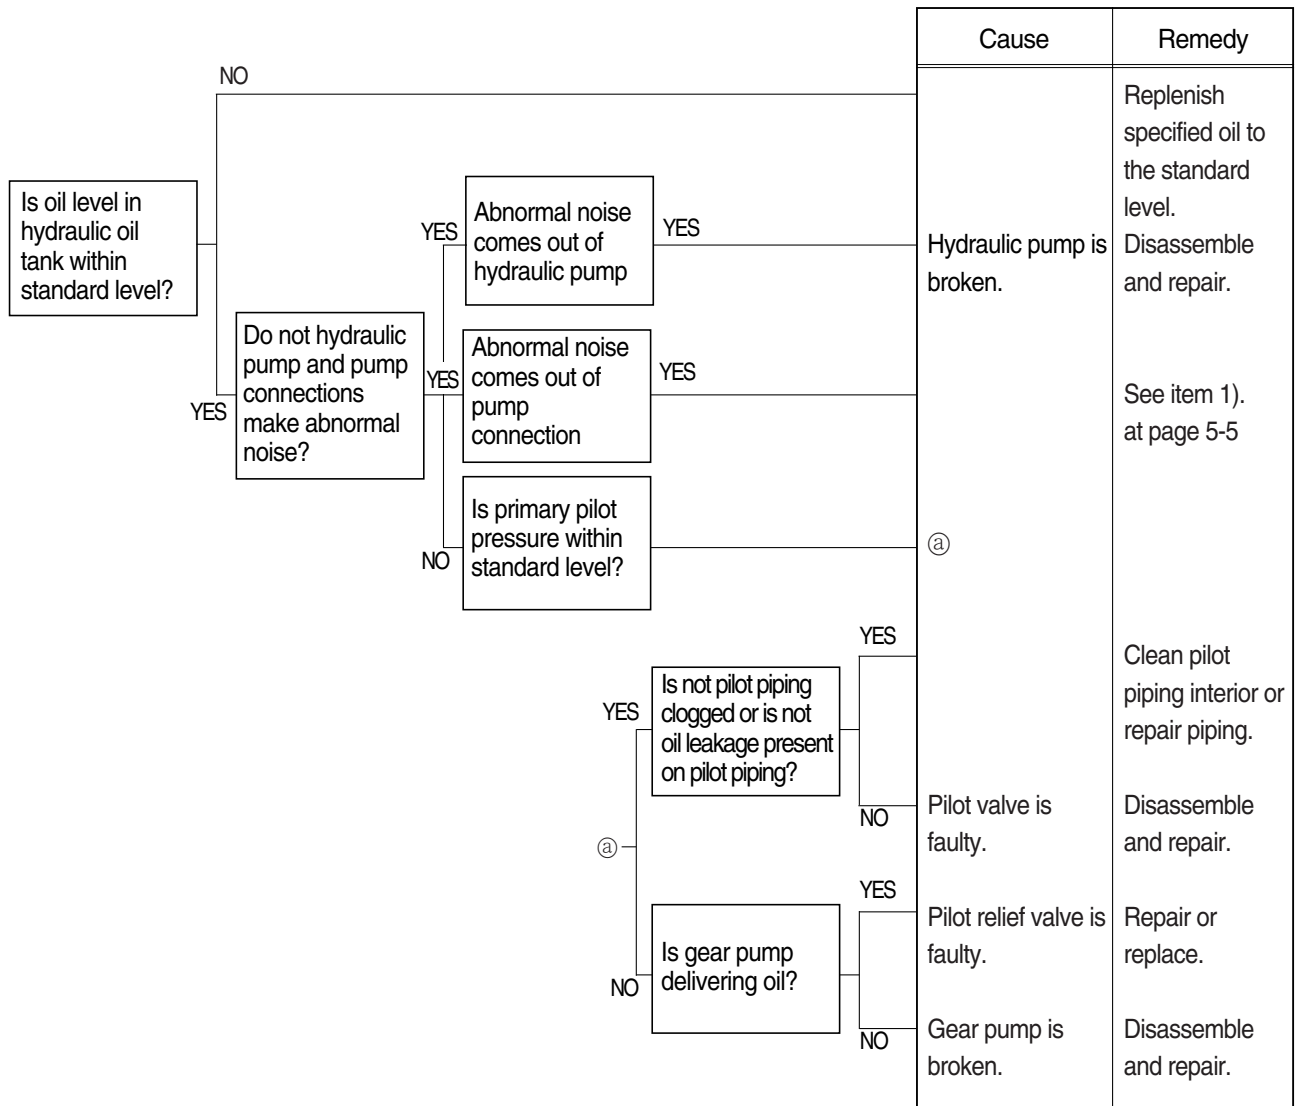 Cause
Remedy
NO
Replenish
specified oil to
the standard
level.
Is oil level in
hydraulic oil
tank within
standard level?
YES
Abnormal noise
comes out of
hydraulic pump
YES
Hydraulic pump is
broken.
Disassemble
and repair.
YES
Do not hydraulic
pump and pump
connections
make abnormal
noise?
YES
Abnormal noise
comes out of
pump
connection
YES
See item 1).
at page 5-5
NO
Is primary pilot
pressure within
standard level?
ⓐ
ⓐ
YES
Is not pilot piping
clogged or is not
oil leakage present
on pilot piping?
YES
Clean pilot
piping interior or
repair piping.
NO
Pilot valve is
faulty.
Disassemble
and repair.
NO
Is gear pump
delivering oil?
YES
Pilot relief valve is
faulty.
Repair or
replace.
NO
Gear pump is
broken.
Disassemble
and repair.